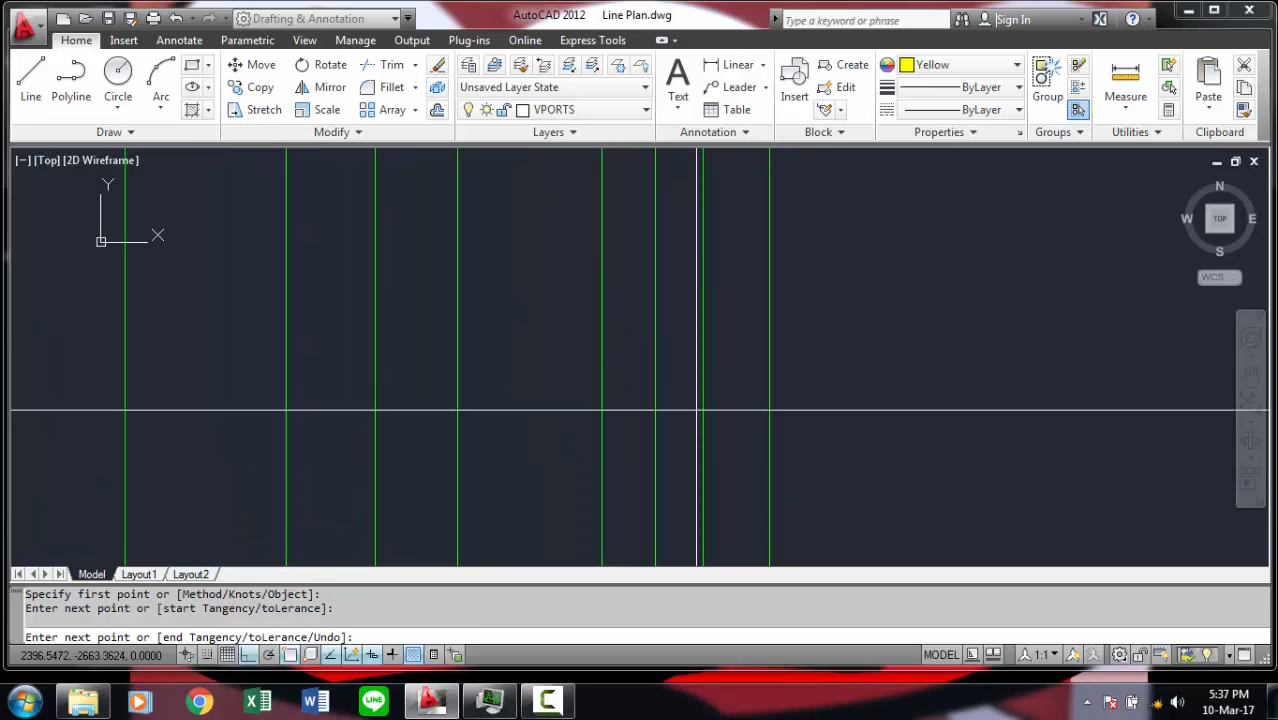 Drafting & Annotation
AutoCAD 2012 Line Plan.dwg
Type a keyword or phrase
Sign In
Home Insert Annotate Parametric View Manage Output Plug-ins Online Express Tools
Line Polyline Circle Arc
Move Rotate Trim
Copy Mirror Fillet
Stretch Scale Array
Unsaved Layer State
VPORTS
Text
Linear
Leader
Table
Insert
Create
Edit
Yellow
ByLayer
ByLayer
Group
Measure
Paste
Draw Modify Layers Annotation Block Properties Groups Utilities Clipboard
[−] [Top] [2D Wireframe]
Y
X
N
W TOP E
S
WCS
Model Layout1 Layout2
Specify first point or [Method/Knots/Object]:
Enter next point or [start Tangency/toLerance]:
Enter next point or [end Tangency/toLerance/Undo]:
2396.5472, -2663.3624, 0.0000
MODEL 1:1
LINE
5:37 PM
10-Mar-17